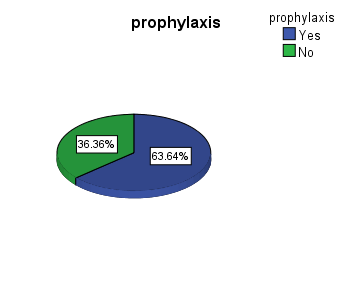 prophylaxis
prophylaxis
Yes
No
36.36%
63.64%